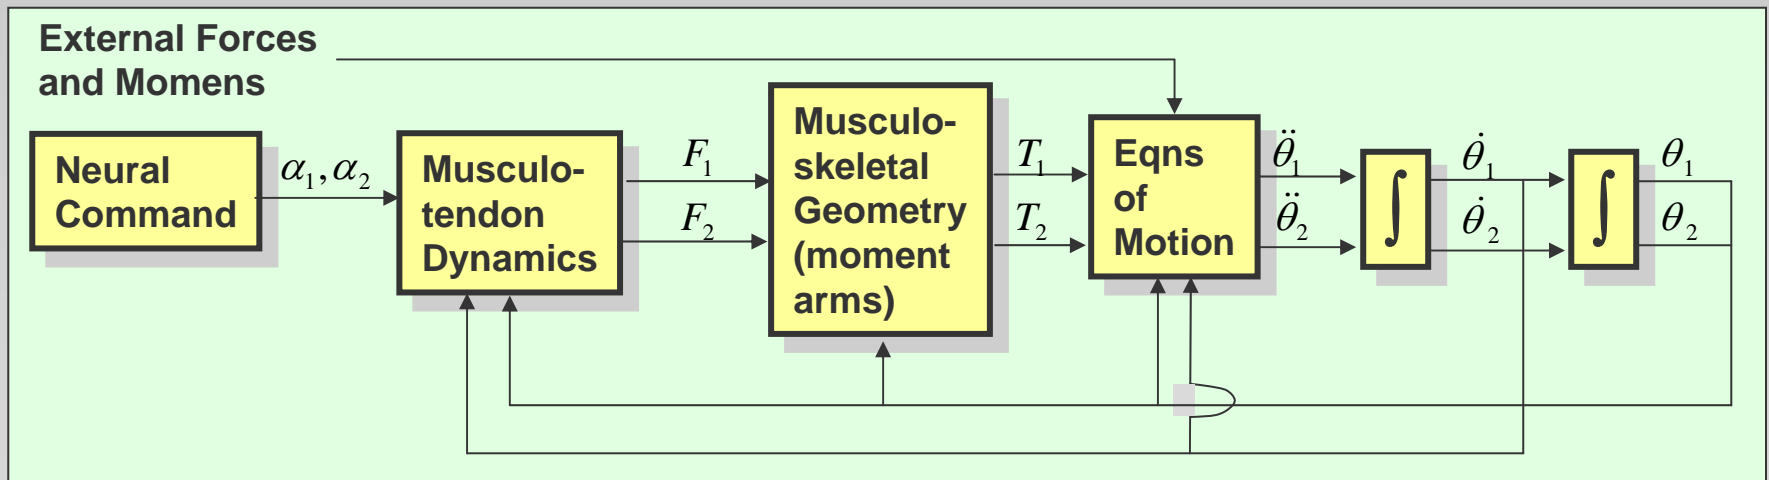 External Forces
and Momens
Neural
Command
α₁,α₂
Musculo-
tendon
Dynamics
F₁
F₂
Musculo-
skeletal
Geometry
(moment
arms)
T₁
T₂
Eqns
of
Motion
θ̈₁
θ̈₂
∫
θ̇₁
θ̇₂
∫
θ₁
θ₂